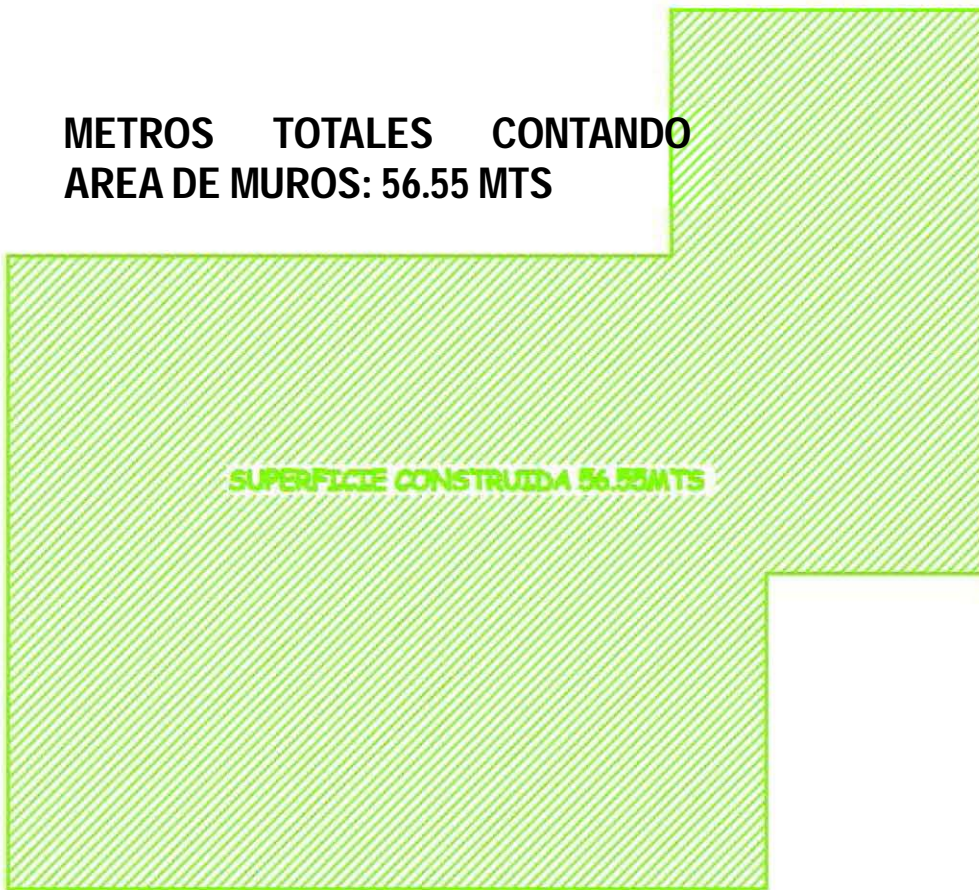 METROS TOTALES CONTANDO
AREA DE MUROS: 56.55 MTS
SUPERFICIE CONSTRUIDA 56.55MTS